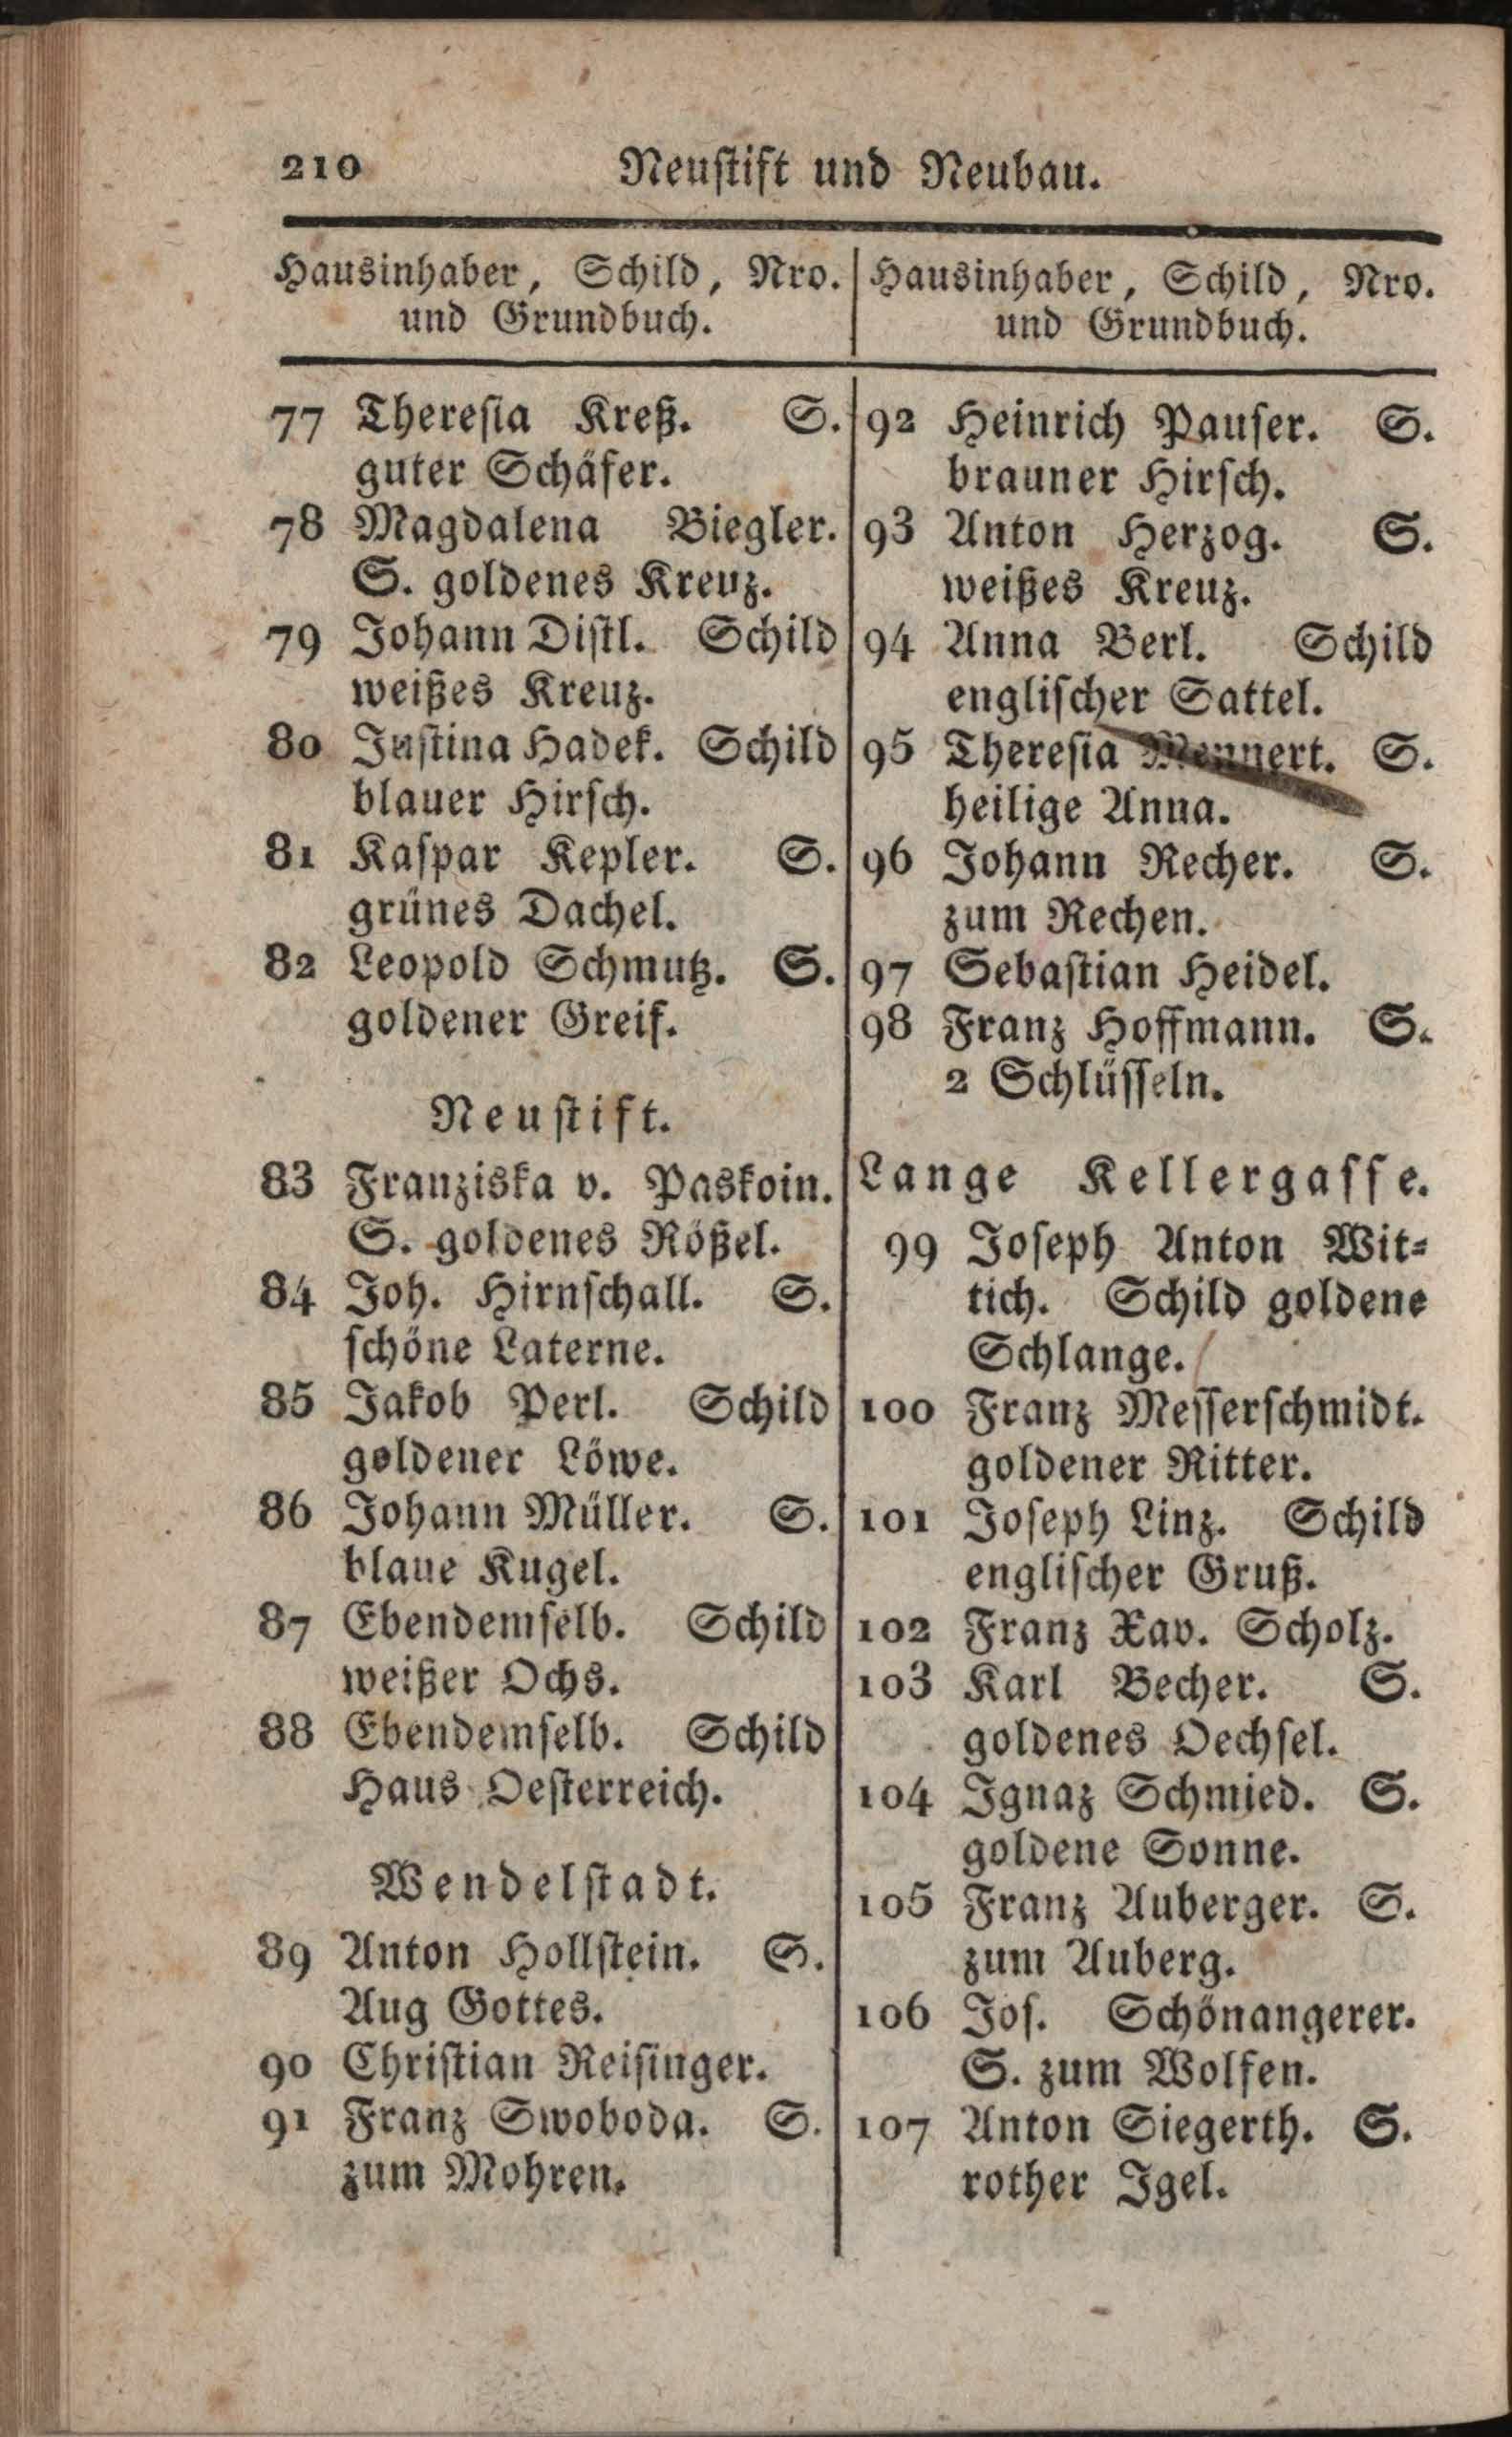 210 Neustift und Neubau.
Hausinhaber, Schild, Nro.
und Grundbuch.
77 Theresia Kreß. S.
guter Schäfer.
78 Magdalena Biegler.
S. goldenes Kreuz.
79 Johann Distl. Schild
weißes Kreuz.
80 Justina Hadek. Schild
blauer Hirsch.
81 Kaspar Kepler. S.
grünes Dachel.
82 Leopold Schmutz. S.
goldener Greif.
Neustift.
83 Franziska v. Paskoin.
S. goldenes Rößel.
84 Joh. Hirnschall. S.
schöne Laterne.
85 Jakob Perl. Schild
goldener Löwe.
86 Johann Müller. S.
blaue Kugel.
87 Ebendemselb. Schild
weißer Ochs.
88 Ebendemselb. Schild
Haus Oesterreich.
Wendelstadt.
89 Anton Hollstein. S.
Aug Gottes.
90 Christian Reisinger.
91 Franz Swoboda. S.
zum Mohren.
Hausinhaber, Schild, Nro.
und Grundbuch.
92 Heinrich Pauser. S.
brauner Hirsch.
93 Anton Herzog. S.
weißes Kreuz.
94 Anna Berl. Schild
englischer Sattel.
95 Theresia S.
heilige Anna.
96 Johann Recher. S.
zum Rechen.
97 Sebastian Heidel.
98 Franz Hoffmann. S.
2 Schlüsseln.
Lange Kellergasse.
99 Joseph Anton Wit-
tich. Schild goldene
Schlange.
100 Franz Messerschmidt.
goldener Ritter.
101 Joseph Linz. Schild
englischer Gruß.
102 Franz Xav. Scholz.
103 Karl Becher. S.
goldenes Oechsel.
104 Ignaz Schmied. S.
goldene Sonne.
105 Franz Auberger. S.
zum Auberg.
106 Jos. Schönangerer.
S. zum Wolfen.
107 Anton Siegerth. S.
rother Igel.